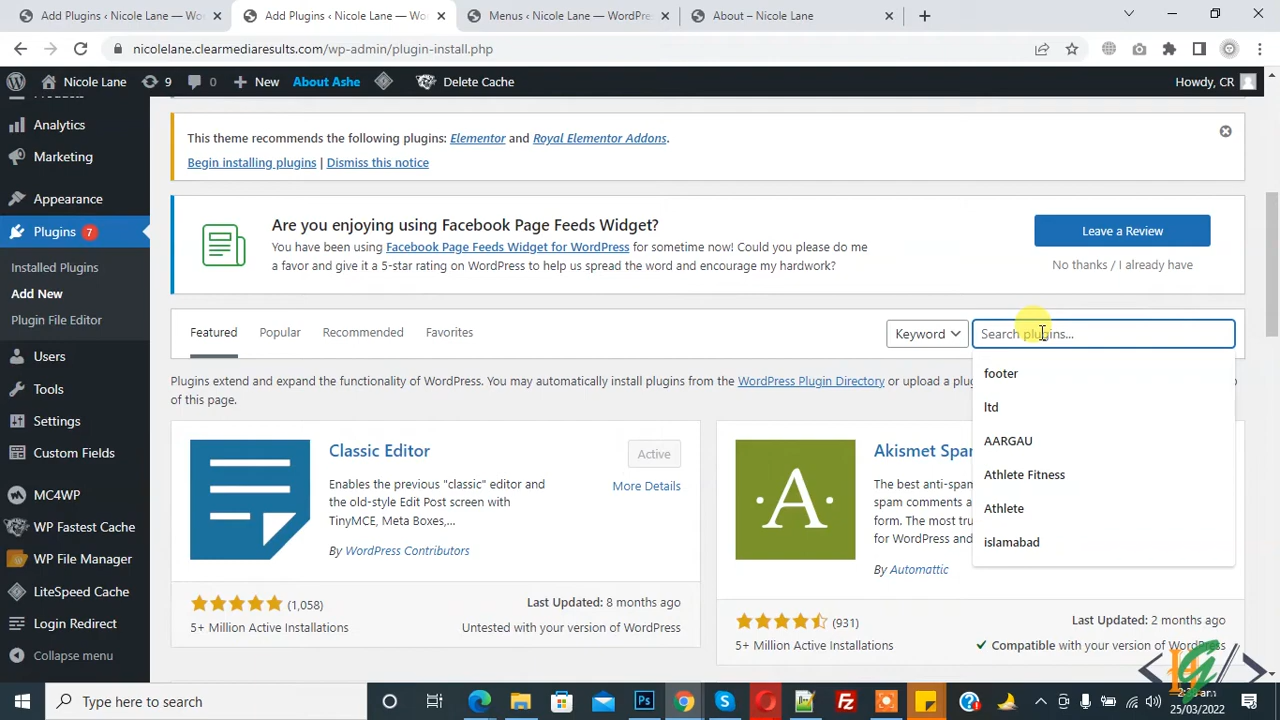 Add Plugins ‹ Nicole Lane — Wo
Add Plugins ‹ Nicole Lane — Wor
Menus ‹ Nicole Lane — WordPre
About – Nicole Lane
nicolelane.clearmediaresults.com/wp-admin/plugin-install.php
Nicole Lane 9 0 New About Ashe Delete Cache Howdy, CR
Analytics
Marketing
Appearance
Plugins 7
Installed Plugins
Add New
Plugin File Editor
Users
Tools
Settings
Custom Fields
MC4WP
WP Fastest Cache
WP File Manager
LiteSpeed Cache
Login Redirect
Collapse menu
This theme recommends the following plugins: Elementor and Royal Elementor Addons.
Begin installing plugins | Dismiss this notice
Are you enjoying using Facebook Page Feeds Widget?
You have been using Facebook Page Feeds Widget for WordPress for sometime now! Could you please do me
a favor and give it a 5-star rating on WordPress to help us spread the word and encourage my hardwork?
Leave a Review
No thanks / I already have
Featured Popular Recommended Favorites Keyword Search plugins...
footer
ltd
AARGAU
Athlete Fitness
Athlete
islamabad
Plugins extend and expand the functionality of WordPress. You may automatically install plugins from the WordPress Plugin Directory or upload a
of this page.
Classic Editor
Active
More Details
Enables the previous "classic" editor and
the old-style Edit Post screen with
TinyMCE, Meta Boxes,...
By WordPress Contributors
(1,058)
5+ Million Active Installations
Last Updated: 8 months ago
Untested with your version of WordPress
Akismet Spa
The best anti-spa
spam comments a
form. The most tru
for WordPress and
By Automattic
(931)
5+ Million Active Installations
Last Updated: 2 months ago
Compatible with your version of WordPress
Type here to search
25/03/2022